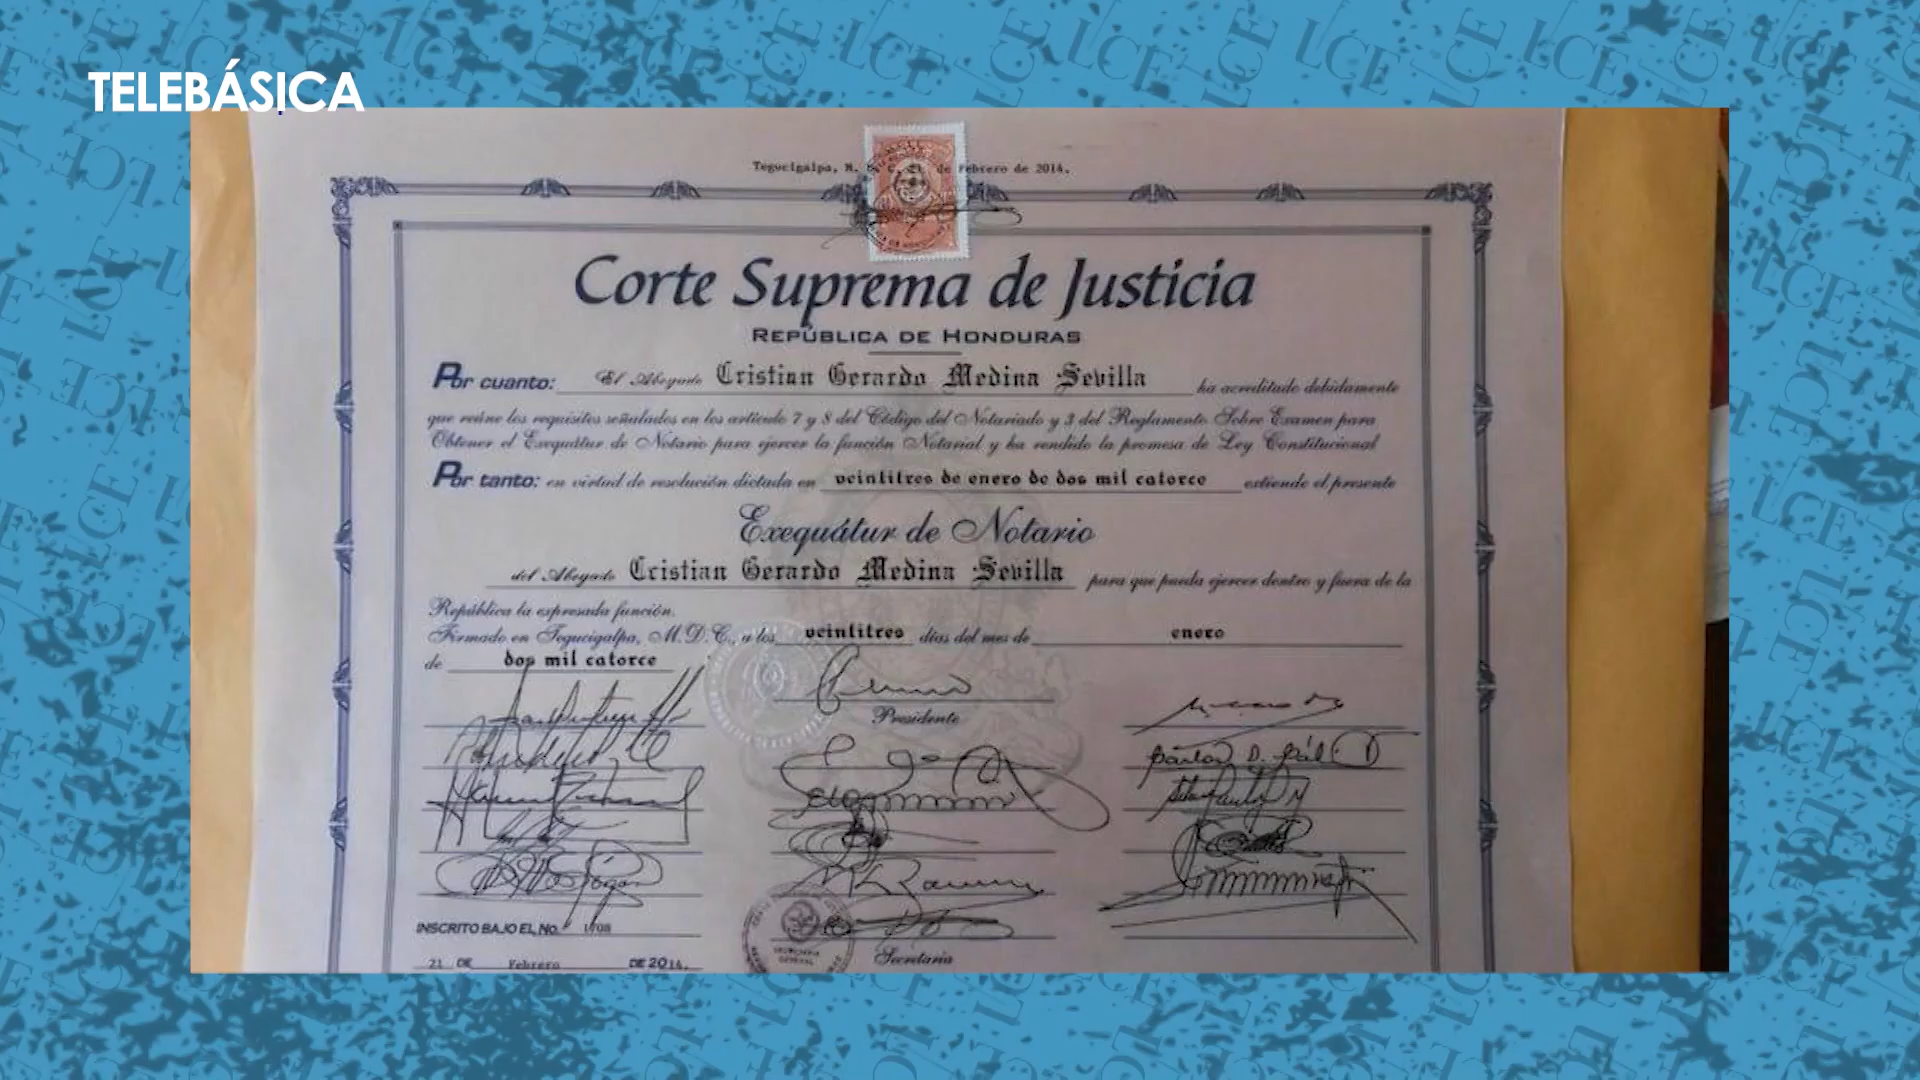 TELEBÁSICA
Tegucigalpa, M. D. C. 21 de Febrero de 2014.
Corte Suprema de Justicia
REPÚBLICA DE HONDURAS
Por cuanto: El Abogado Cristian Gerardo Medina Sevilla ha acreditado debidamente
que reúne los requisitos señalados en los artículo 7 y 8 del Código del Notariado y 3 del Reglamento Sobre Examen para
Obtener el Exequátur de Notario para ejercer la función Notarial y ha rendido la promesa de Ley Constitucional
Por tanto: en virtud de resolución dictada en veintitres de enero de dos mil catorce extiende el presente
Exequátur de Notario
del Abogado Cristian Gerardo Medina Sevilla para que pueda ejercer dentro y fuera de la
República la expresada función.
Firmado en Tegucigalpa, M.D.C., a los veintitres días del mes de enero
de dos mil catorce
Presidente
INSCRITO BAJO EL No. 1708
21 DE Febrero DE 2014.
Secretaria